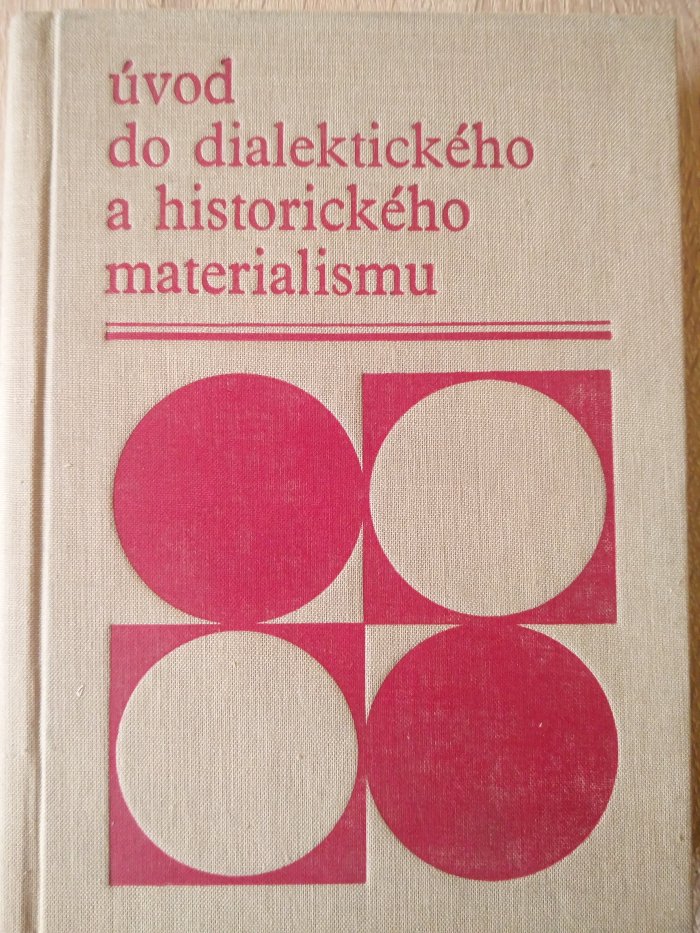 úvod
do dialektického
a historického
materialismu